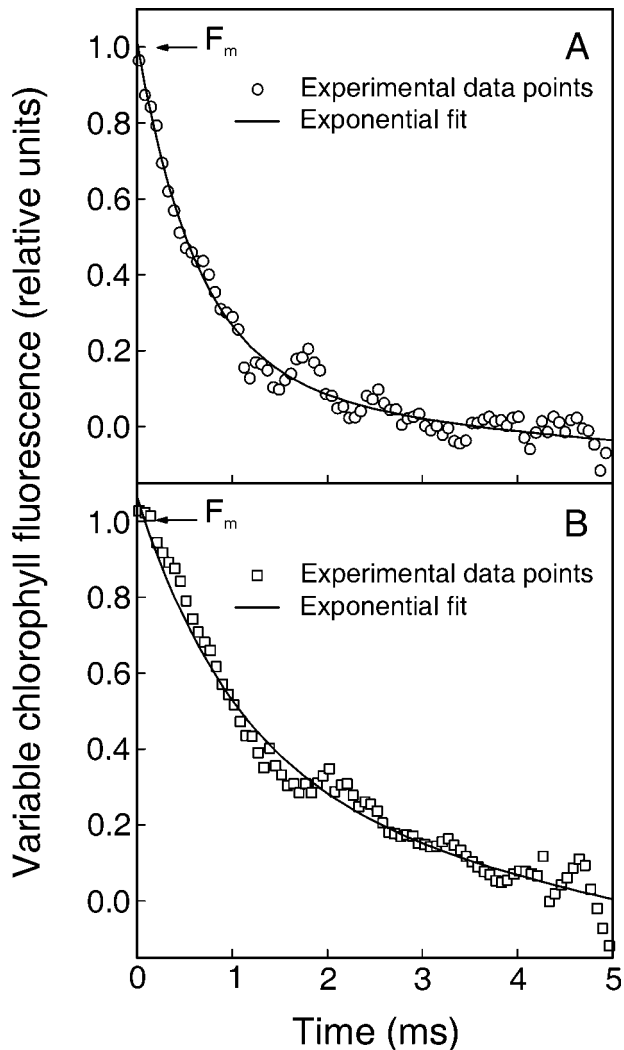 Variable chlorophyll fluorescence (relative units)
1.0
0.8
0.6
0.4
0.2
0.0
Fm
A
Experimental data points
Exponential fit
1.0
0.8
0.6
0.4
0.2
0.0
Fm
B
Experimental data points
Exponential fit
0 1 2 3 4 5
Time (ms)